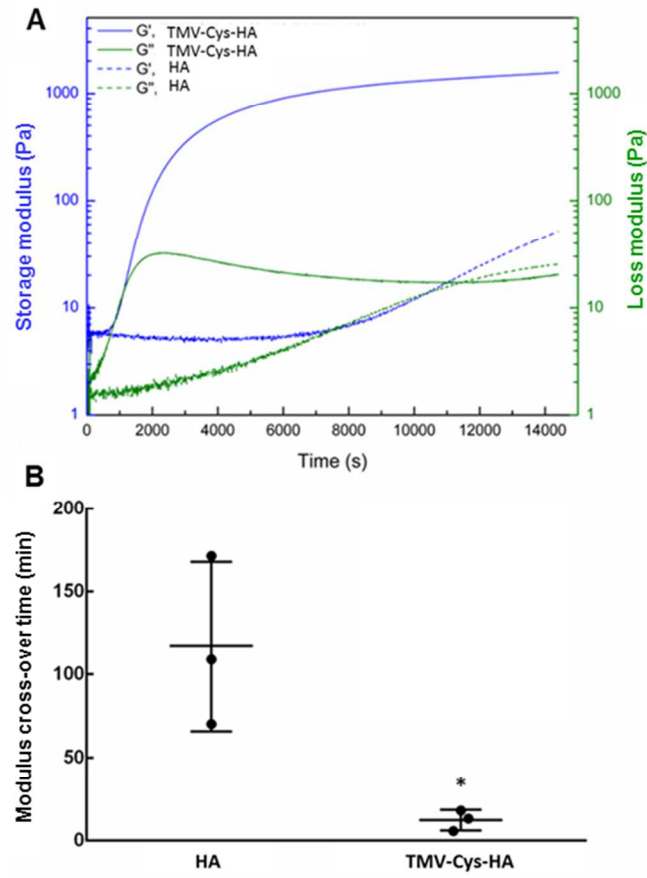 A
G', TMV-Cys-HA
G'', TMV-Cys-HA
G', HA
G'', HA
Storage modulus (Pa)
1000
100
10
1
Loss modulus (Pa)
1000
100
10
1
0 2000 4000 6000 8000 10000 12000 14000
Time (s)
B
Modulus cross-over time (min)
200
150
100
50
0
*
HA TMV-Cys-HA